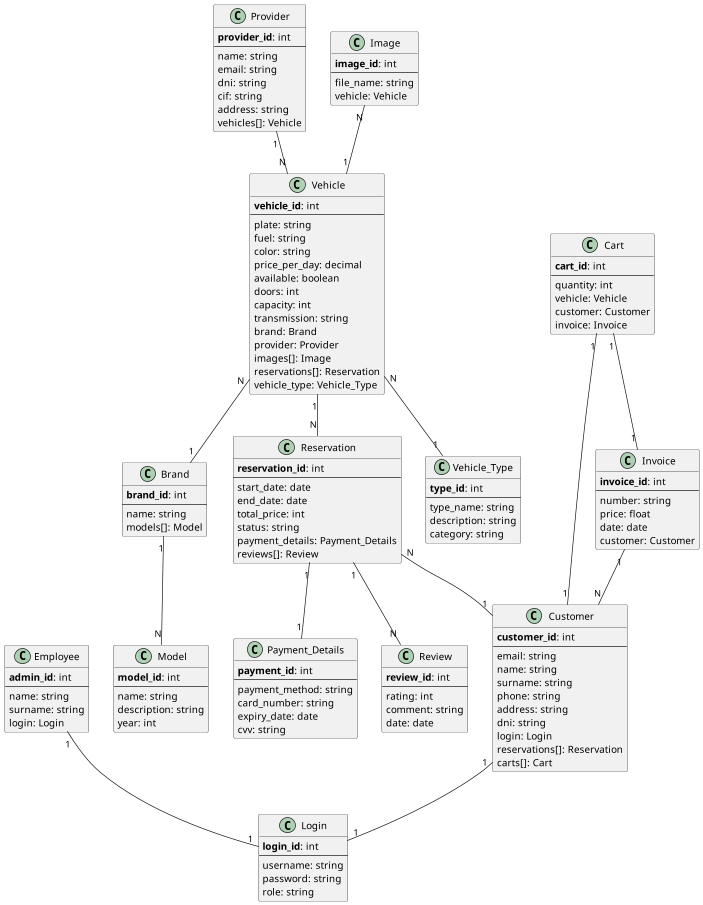 C Provider
provider_id: int
name: string
email: string
dni: string
cif: string
address: string
vehicles[]: Vehicle
C Image
image_id: int
file_name: string
vehicle: Vehicle
1
N
N
1
C Vehicle
vehicle_id: int
plate: string
fuel: string
color: string
price_per_day: decimal
available: boolean
doors: int
capacity: int
transmission: string
brand: Brand
provider: Provider
images[]: Image
reservations[]: Reservation
vehicle_type: Vehicle_Type
C Cart
cart_id: int
quantity: int
vehicle: Vehicle
customer: Customer
invoice: Invoice
N
1
1
N
N
1
1
1
1
1
C Brand
brand_id: int
name: string
models[]: Model
C Reservation
reservation_id: int
start_date: date
end_date: date
total_price: int
status: string
payment_details: Payment_Details
reviews[]: Review
C Vehicle_Type
type_id: int
type_name: string
description: string
category: string
C Invoice
invoice_id: int
number: string
price: float
date: date
customer: Customer
1
N
1
1
1
N
N
1
1
N
C Employee
admin_id: int
name: string
surname: string
login: Login
C Model
model_id: int
name: string
description: string
year: int
C Payment_Details
payment_id: int
payment_method: string
card_number: string
expiry_date: date
cvv: string
C Review
review_id: int
rating: int
comment: string
date: date
C Customer
customer_id: int
email: string
name: string
surname: string
phone: string
address: string
dni: string
login: Login
reservations[]: Reservation
carts[]: Cart
1
1
1
1
C Login
login_id: int
username: string
password: string
role: string